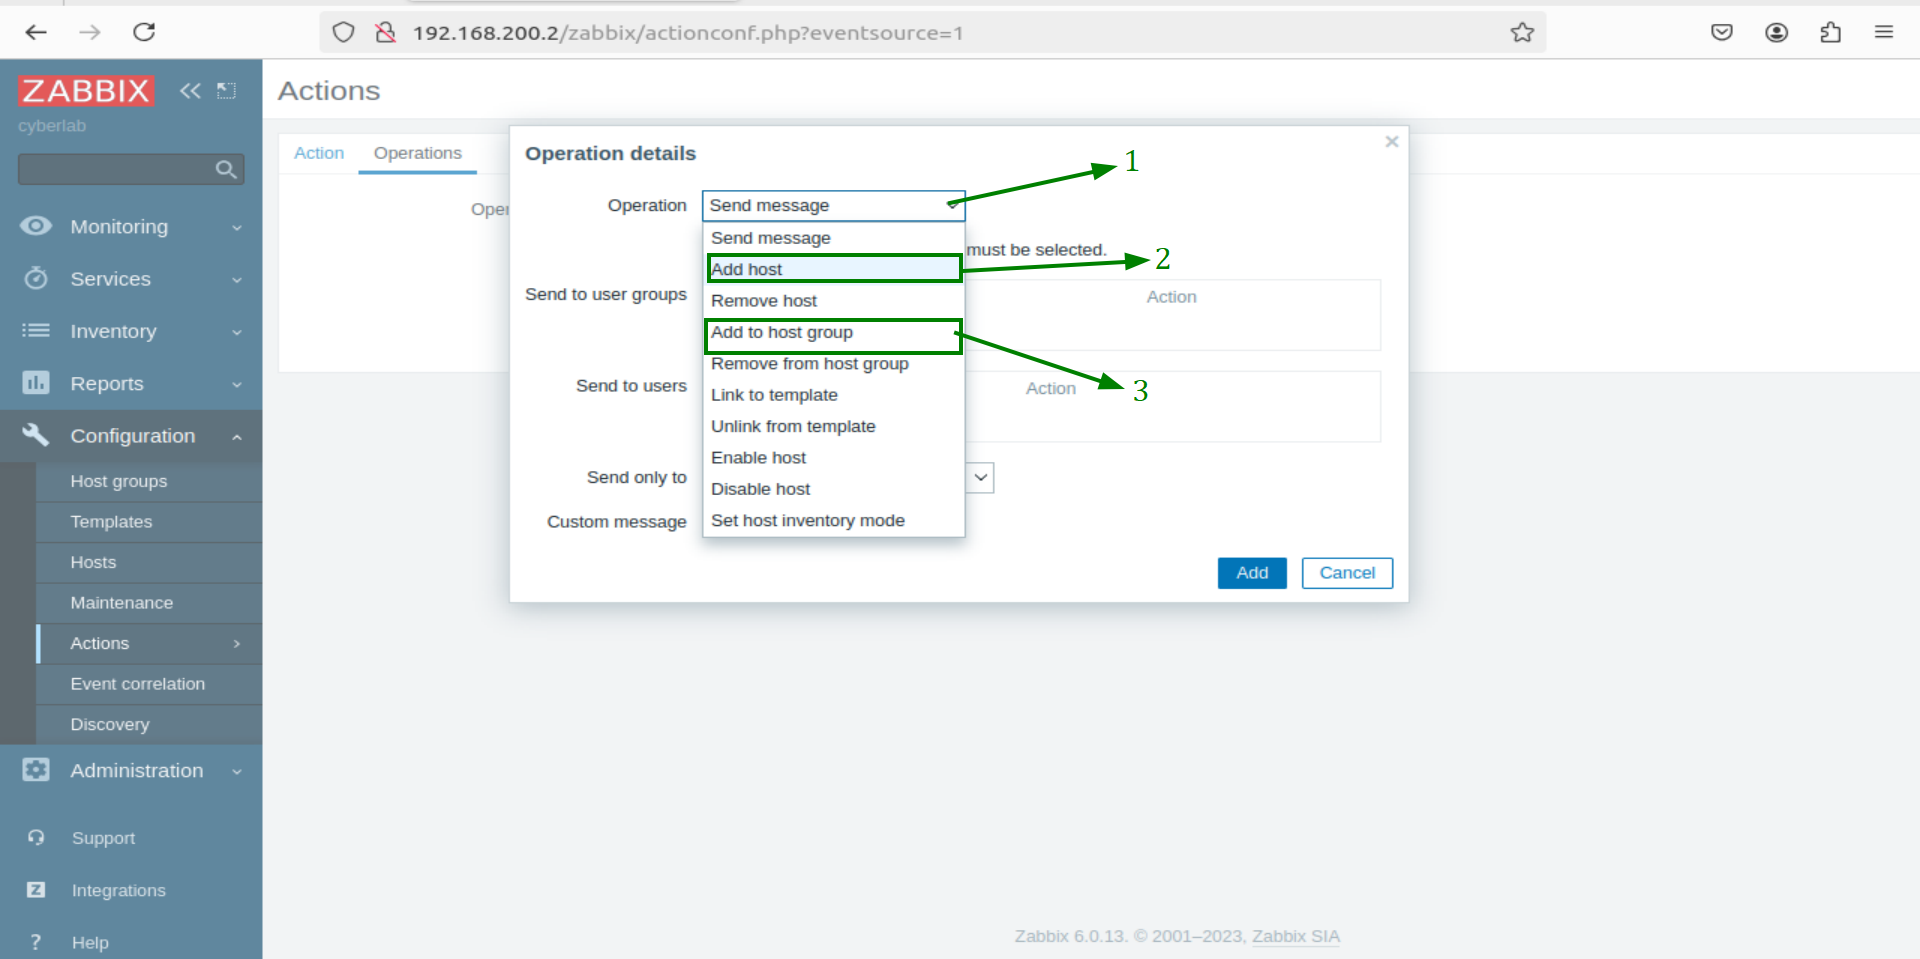 192.168.200.2/zabbix/actionconf.php?eventsource=1
ZABBIX
cyberlab
Monitoring
Services
Inventory
Reports
Configuration
Host groups
Templates
Hosts
Maintenance
Actions
Event correlation
Discovery
Administration
Support
Z
Integrations
? Help
Actions
Action Operations
Oper
Operation details
1
Operation Send message
Send message
must be selected.
Add host
2
Send to user groups
Action
Remove host
Add to host group
Remove from host group
Send to users
Action
3
Link to template
Unlink from template
Enable host
Send only to
Disable host
Custom message
Set host inventory mode
Add Cancel
Zabbix 6.0.13. © 2001–2023, Zabbix SIA